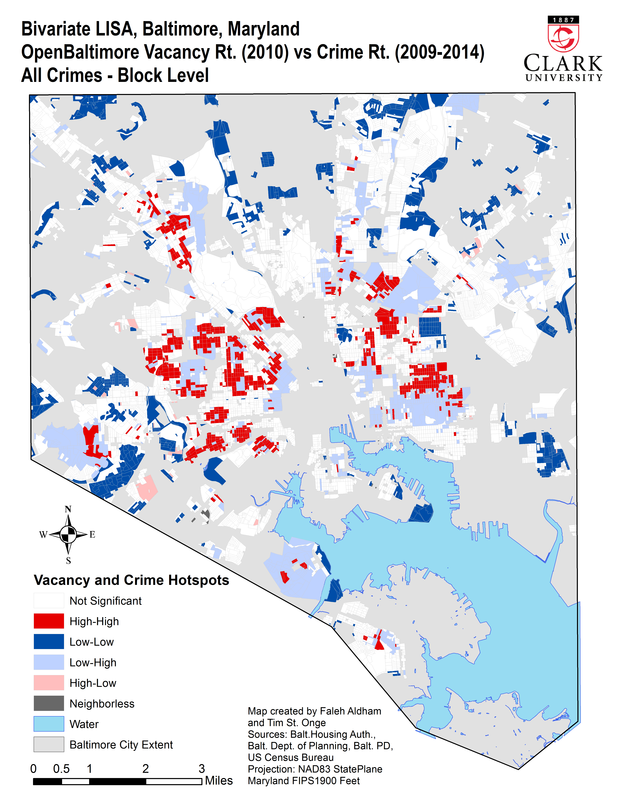 Bivariate LISA, Baltimore, Maryland
OpenBaltimore Vacancy Rt. (2010) vs Crime Rt. (2009-2014)
All Crimes - Block Level
1887
CLARK
UNIVERSITY
N
W
E
S
Vacancy and Crime Hotspots
Not Significant
High-High
Low-Low
Low-High
High-Low
Neighborless
Water
Baltimore City Extent
0 0.5 1 2 3
Miles
Map created by Faleh Aldham
and Tim St. Onge
Sources: Balt.Housing Auth.,
Balt. Dept. of Planning, Balt. PD,
US Census Bureau
Projection: NAD83 StatePlane
Maryland FIPS1900 Feet